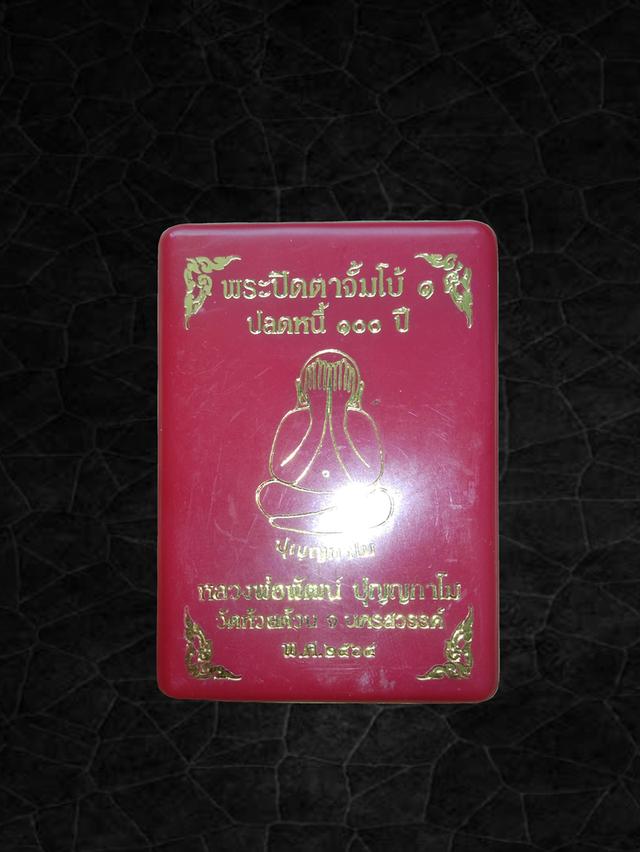 พระปิดตาจั้มโบ้ ๑
ปลดหนี้ ๑๐๐ ปี
หลวงพ่อพัฒน์ ปุญญกาโม
วัดห้วยด้วน จ.นครสวรรค์
พ.ศ.๒๕๖๔